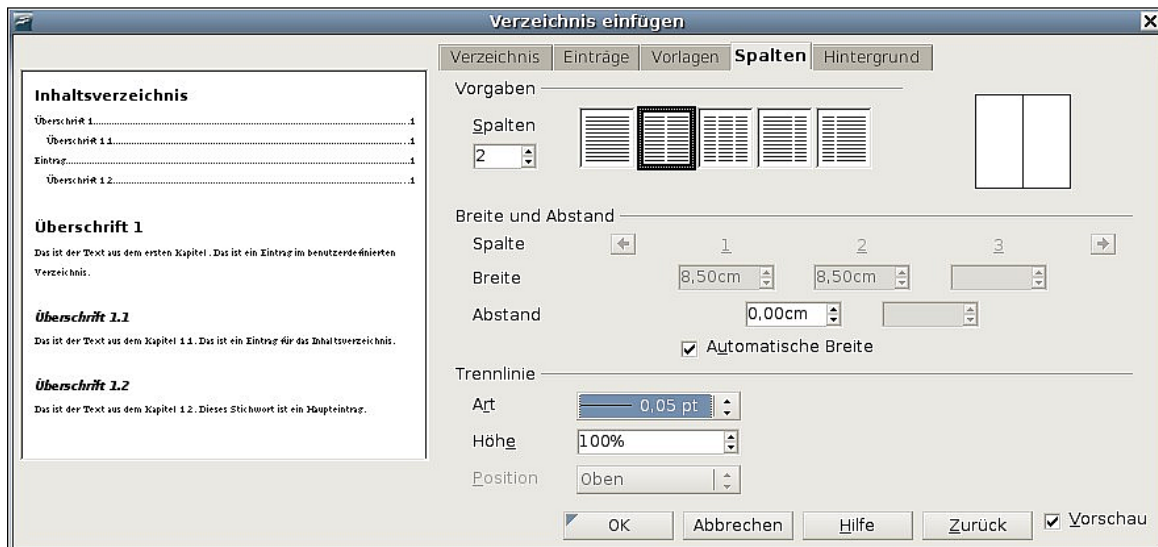 Verzeichnis einfügen
Verzeichnis Einträge Vorlagen Spalten Hintergrund
Inhaltsverzeichnis
Überschrift 1.....1
Überschrift 1.1.....1
Eintrag.....1
Überschrift 1.2.....1
Überschrift 1
Das ist der Text aus dem ersten Kapitel. Das ist ein Eintrag im benutzerdefinierten
Verzeichnis.
Überschrift 1.1
Das ist der Text aus dem Kapitel 1.1. Das ist ein Eintrag für das Inhaltsverzeichnis.
Überschrift 1.2
Das ist der Text aus dem Kapitel 1.2. Dieses Stichwort ist ein Haupteintrag.
Vorgaben
Spalten
2
Breite und Abstand
Spalte 1 2 3
Breite 8,50cm 8,50cm
Abstand 0,00cm
Automatische Breite
Trennlinie
Art 0,05 pt
Höhe 100%
Position Oben
OK Abbrechen Hilfe Zurück Vorschau